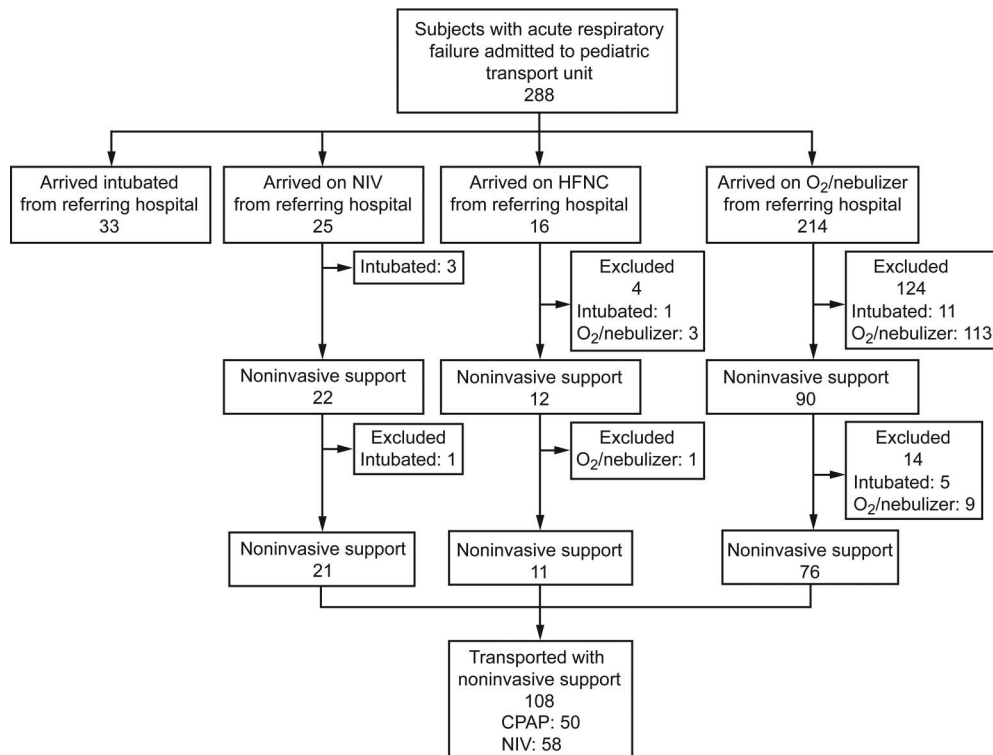 Subjects with acute respiratory
failure admitted to pediatric
transport unit
288
Arrived intubated
from referring hospital
33
Arrived on NIV
from referring hospital
25
Arrived on HFNC
from referring hospital
16
Arrived on O₂/nebulizer
from referring hospital
214
Intubated: 3
Excluded
4
Intubated: 1
O₂/nebulizer: 3
Excluded
124
Intubated: 11
O₂/nebulizer: 113
Noninvasive support
22
Noninvasive support
12
Noninvasive support
90
Excluded
Intubated: 1
Excluded
O₂/nebulizer: 1
Excluded
14
Intubated: 5
O₂/nebulizer: 9
Noninvasive support
21
Noninvasive support
11
Noninvasive support
76
Transported with
noninvasive support
108
CPAP: 50
NIV: 58